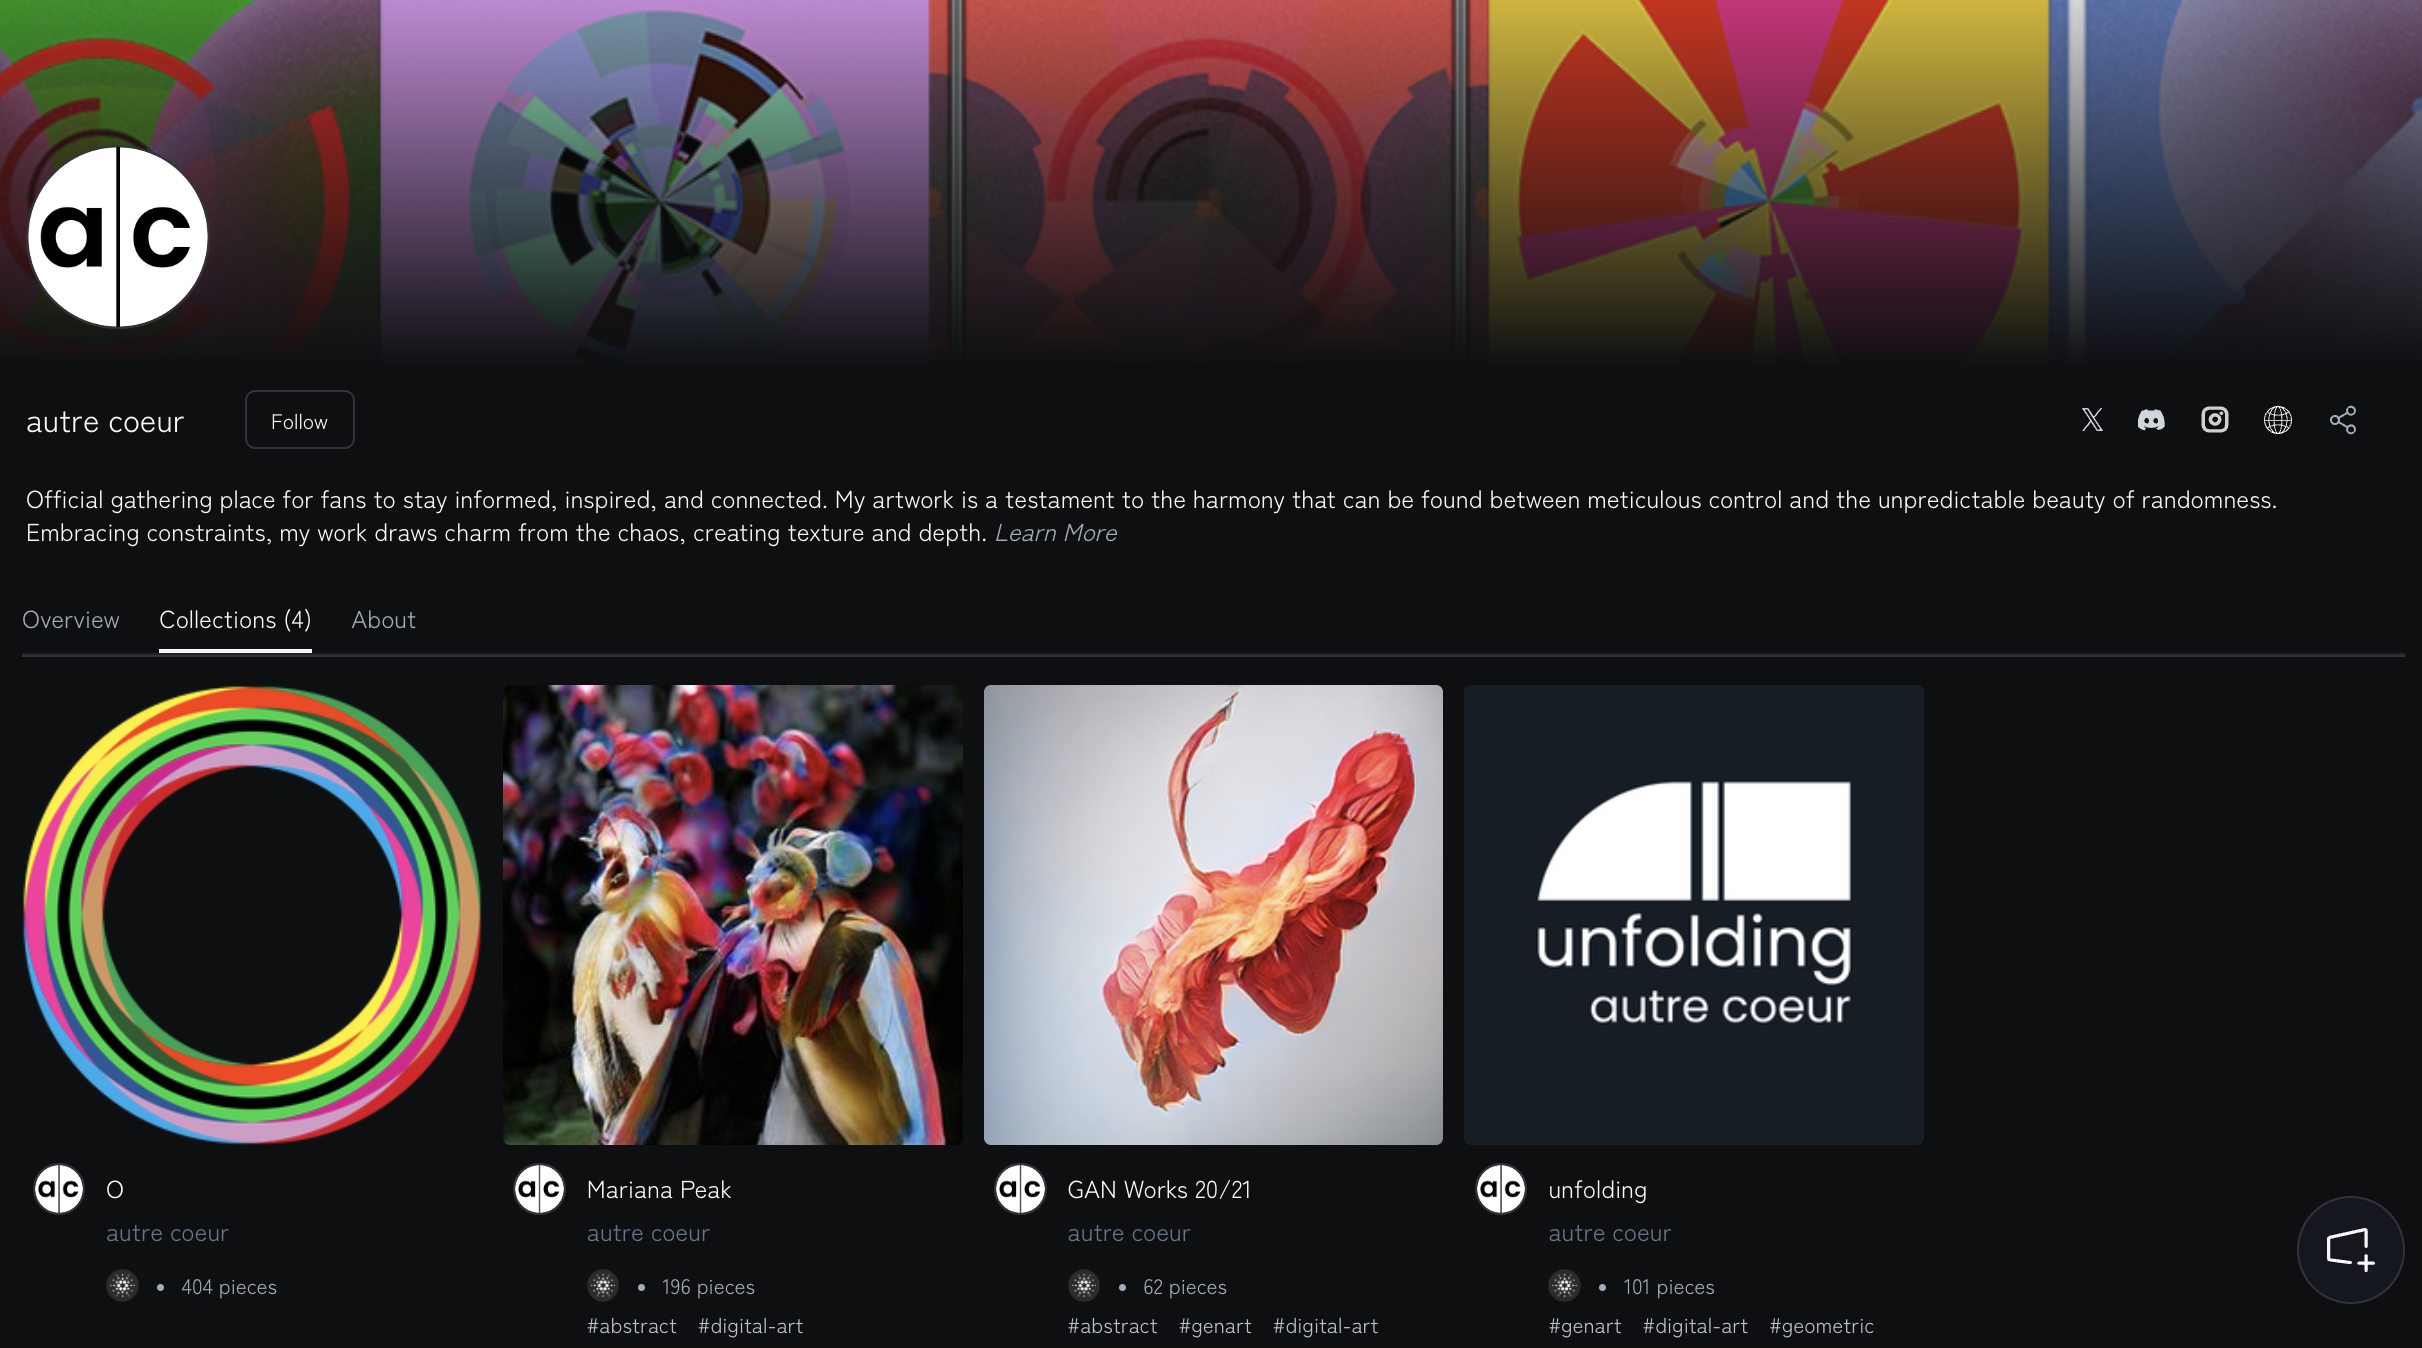 a c
autre coeur
Follow
Official gathering place for fans to stay informed, inspired, and connected. My artwork is a testament to the harmony that can be found between meticulous control and the unpredictable beauty of randomness.
Embracing constraints, my work draws charm from the chaos, creating texture and depth. Learn More
Overview Collections (4) About
unfolding
autre coeur
ac O
autre coeur
• 404 pieces
ac Mariana Peak
autre coeur
• 196 pieces
#abstract #digital-art
ac GAN Works 20/21
autre coeur
• 62 pieces
#abstract #genart #digital-art
ac unfolding
autre coeur
• 101 pieces
#genart #digital-art #geometric